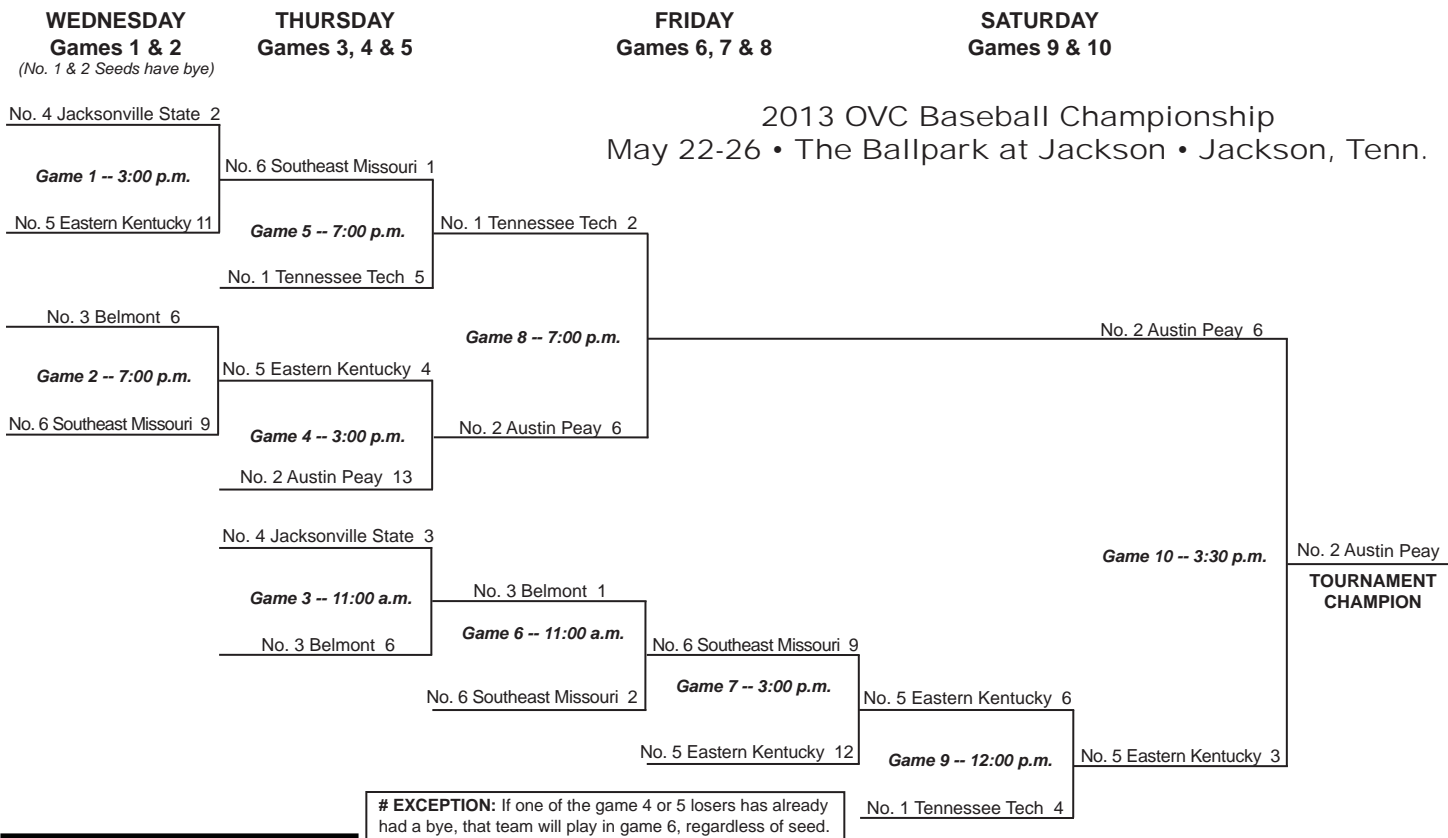 WEDNESDAY
Games 1 & 2
(No. 1 & 2 Seeds have bye)
THURSDAY
Games 3, 4 & 5
FRIDAY
Games 6, 7 & 8
SATURDAY
Games 9 & 10
2013 OVC Baseball Championship
May 22-26 • The Ballpark at Jackson • Jackson, Tenn.
No. 4 Jacksonville State 2
Game 1 -- 3:00 p.m.
No. 5 Eastern Kentucky 11
No. 3 Belmont 6
Game 2 -- 7:00 p.m.
No. 6 Southeast Missouri 9
No. 6 Southeast Missouri 1
Game 5 -- 7:00 p.m.
No. 1 Tennessee Tech 5
No. 5 Eastern Kentucky 4
Game 4 -- 3:00 p.m.
No. 2 Austin Peay 13
No. 4 Jacksonville State 3
Game 3 -- 11:00 a.m.
No. 3 Belmont 6
No. 1 Tennessee Tech 2
Game 8 -- 7:00 p.m.
No. 2 Austin Peay 6
No. 3 Belmont 1
Game 6 -- 11:00 a.m.
No. 6 Southeast Missouri 2
No. 6 Southeast Missouri 9
Game 7 -- 3:00 p.m.
No. 5 Eastern Kentucky 12
No. 5 Eastern Kentucky 6
Game 9 -- 12:00 p.m.
No. 1 Tennessee Tech 4
No. 2 Austin Peay 6
Game 10 -- 3:30 p.m.
No. 5 Eastern Kentucky 3
No. 2 Austin Peay
TOURNAMENT
CHAMPION
# EXCEPTION: If one of the game 4 or 5 losers has already
had a bye, that team will play in game 6, regardless of seed.